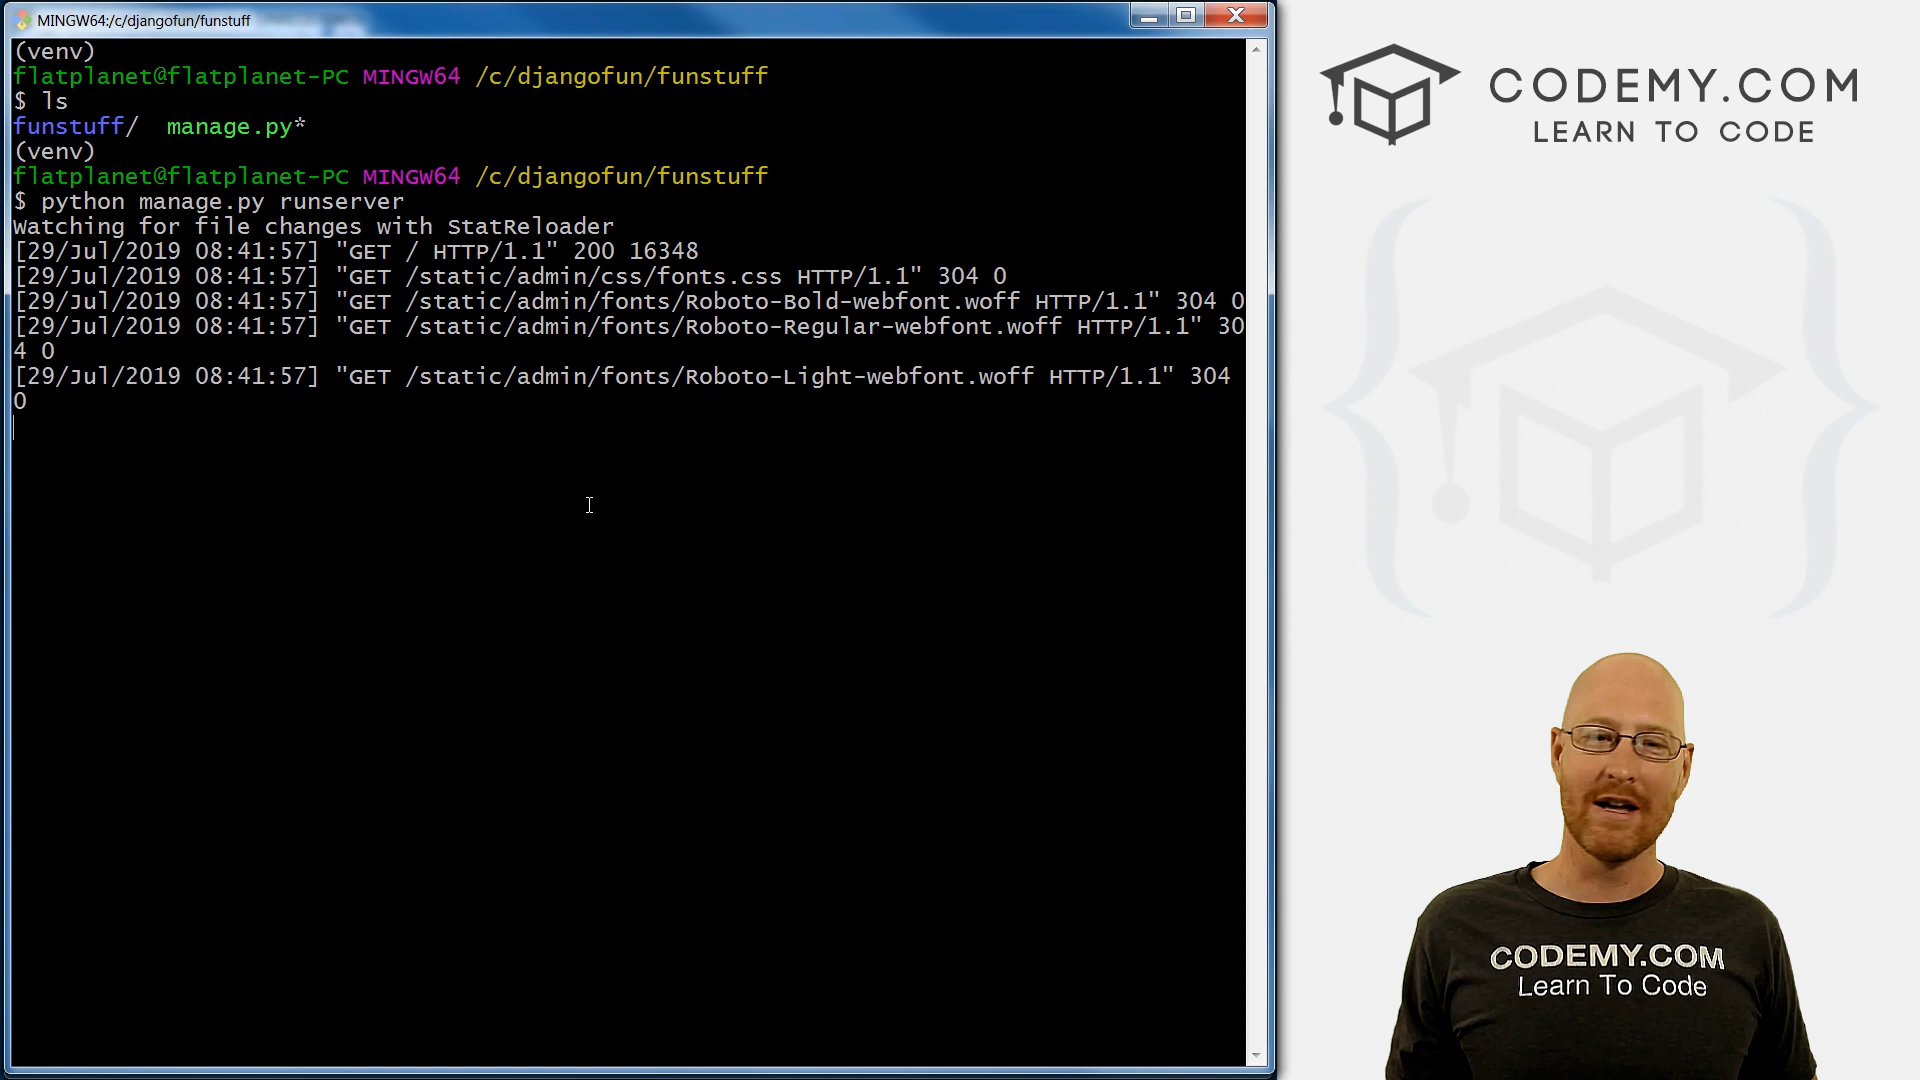 MINGW64:/c/djangofun/funstuff
(venv)
flatplanet@flatplanet-PC MINGW64 /c/djangofun/funstuff
$ ls
funstuff/  manage.py*
(venv)
flatplanet@flatplanet-PC MINGW64 /c/djangofun/funstuff
$ python manage.py runserver
Watching for file changes with StatReloader
[29/Jul/2019 08:41:57] "GET / HTTP/1.1" 200 16348
[29/Jul/2019 08:41:57] "GET /static/admin/css/fonts.css HTTP/1.1" 304 0
[29/Jul/2019 08:41:57] "GET /static/admin/fonts/Roboto-Bold-webfont.woff HTTP/1.1" 304 0
[29/Jul/2019 08:41:57] "GET /static/admin/fonts/Roboto-Regular-webfont.woff HTTP/1.1" 30
4 0
[29/Jul/2019 08:41:57] "GET /static/admin/fonts/Roboto-Light-webfont.woff HTTP/1.1" 304
0
CODEMY.COM
LEARN TO CODE
CODEMY.COM
Learn To Code